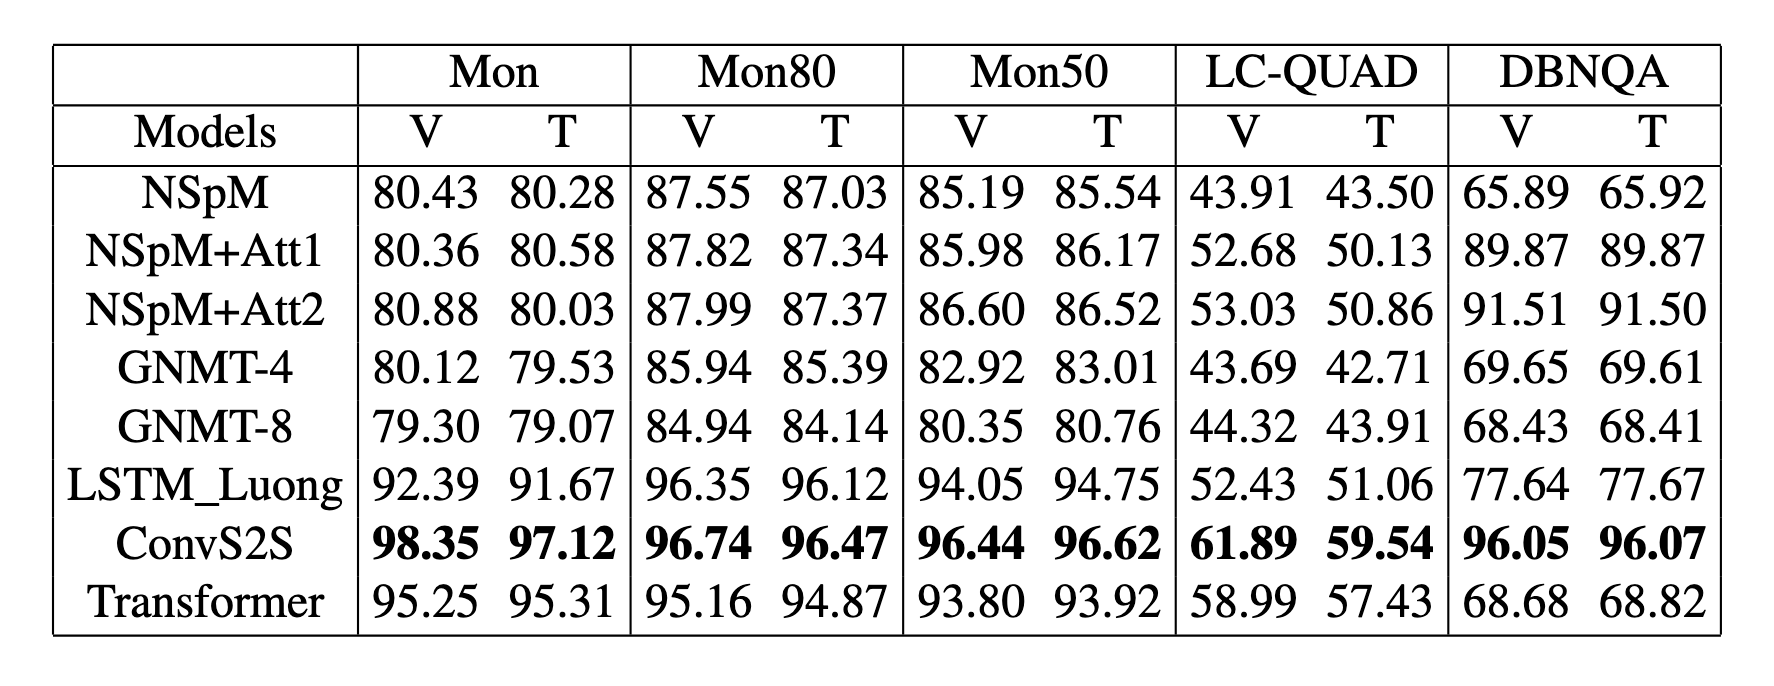 Mon Mon80 Mon50 LC-QUAD DBNQA
Models V T V T V T V T V T
NSpM 80.43 80.28 87.55 87.03 85.19 85.54 43.91 43.50 65.89 65.92
NSpM+Att1 80.36 80.58 87.82 87.34 85.98 86.17 52.68 50.13 89.87 89.87
NSpM+Att2 80.88 80.03 87.99 87.37 86.60 86.52 53.03 50.86 91.51 91.50
GNMT-4 80.12 79.53 85.94 85.39 82.92 83.01 43.69 42.71 69.65 69.61
GNMT-8 79.30 79.07 84.94 84.14 80.35 80.76 44.32 43.91 68.43 68.41
LSTM_Luong 92.39 91.67 96.35 96.12 94.05 94.75 52.43 51.06 77.64 77.67
ConvS2S 98.35 97.12 96.74 96.47 96.44 96.62 61.89 59.54 96.05 96.07
Transformer 95.25 95.31 95.16 94.87 93.80 93.92 58.99 57.43 68.68 68.82